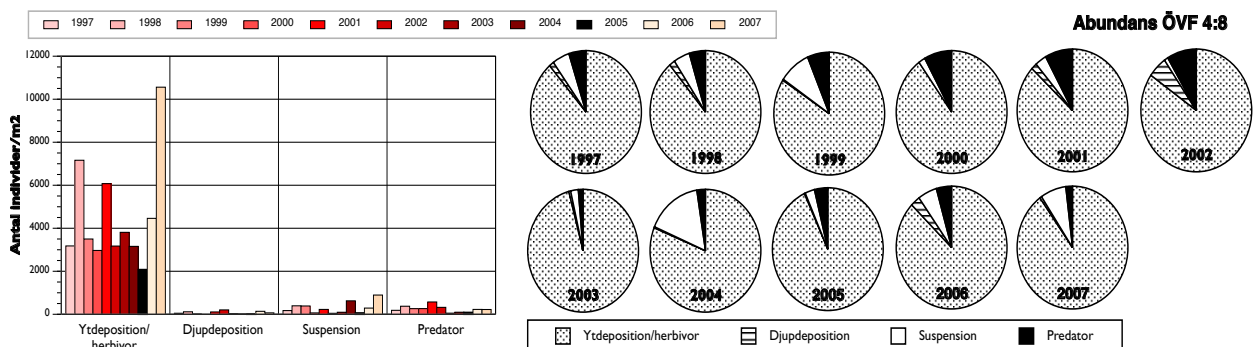 1997 1998 1999 2000 2001 2002 2003 2004 2005 2006 2007
Abundans ÖVF 4:8
Antal individer/m2
12000
10000
8000
6000
4000
2000
0
Ytdeposition/
herbivor
Djupdeposition
Suspension
Predator
1997 1998 1999 2000 2001 2002
2003 2004 2005 2006 2007
Ytdeposition/herbivor Djupdeposition Suspension Predator